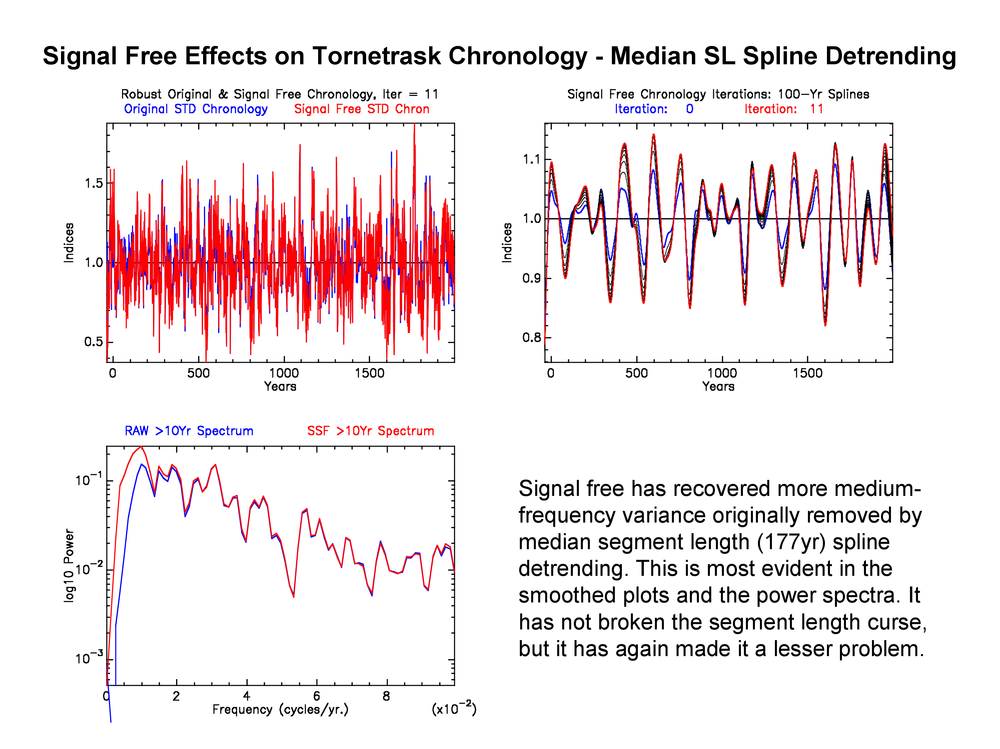 Signal Free Effects on Tornetrask Chronology - Median SL Spline Detrending
Robust Original & Signal Free Chronology, Iter = 11
Original STD Chronology Signal Free STD Chron
1.5
1.0
0.5
Indices
0 500 1000 1500
Years
Signal Free Chronology Iterations: 100-Yr Splines
Iteration: 0 Iteration: 11
1.1
1.0
0.9
0.8
Indices
0 500 1000 1500
Years
RAW >10Yr Spectrum SSF >10Yr Spectrum
10⁻¹
10⁻²
10⁻³
log10 Power
0 2 4 6 8
Frequency (cycles/yr.) (x10⁻²)
Signal free has recovered more medium-
frequency variance originally removed by
median segment length (177yr) spline
detrending. This is most evident in the
smoothed plots and the power spectra. It
has not broken the segment length curse,
but it has again made it a lesser problem.